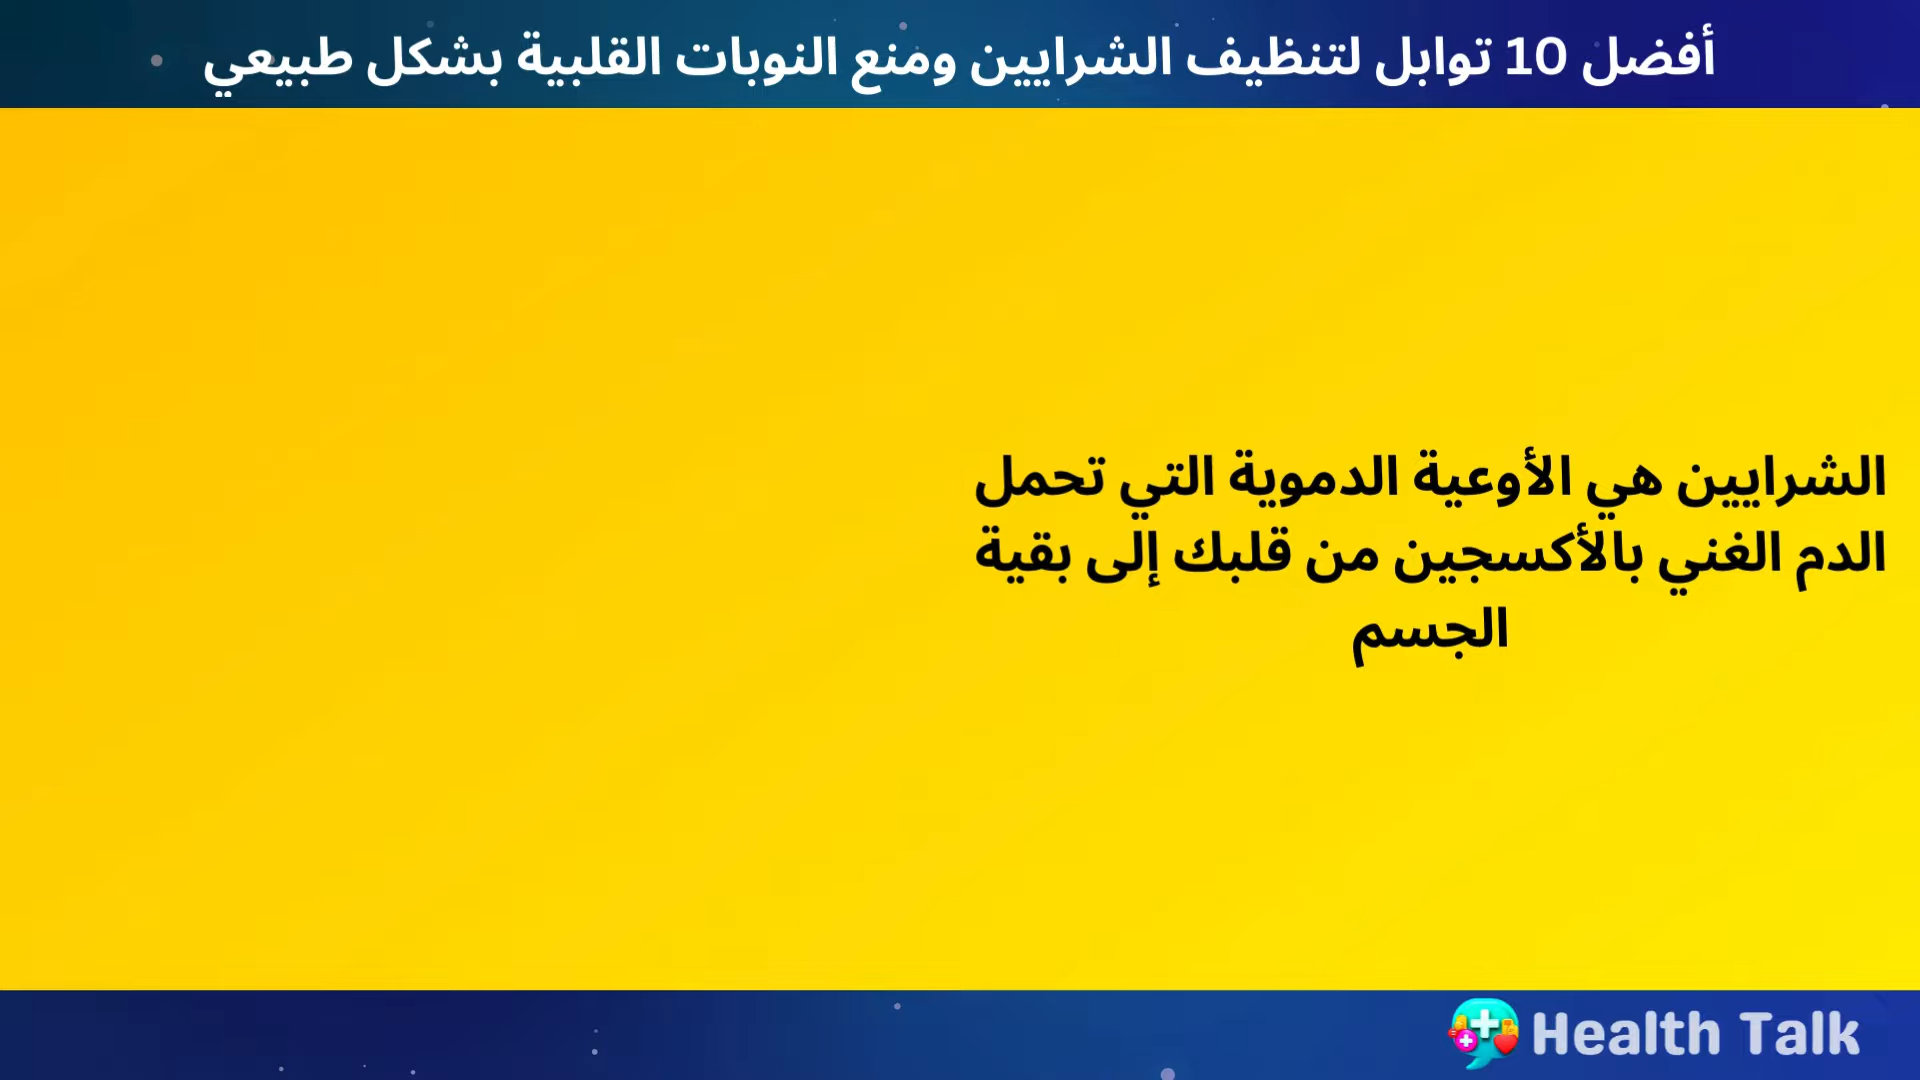 أفضل 10 توابل لتنظيف الشرايين ومنع النوبات القلبية بشكل طبيعي
الشرايين هي الأوعية الدموية التي تحمل
الدم الغني بالأكسجين من قلبك إلى بقية
الجسم
Health Talk